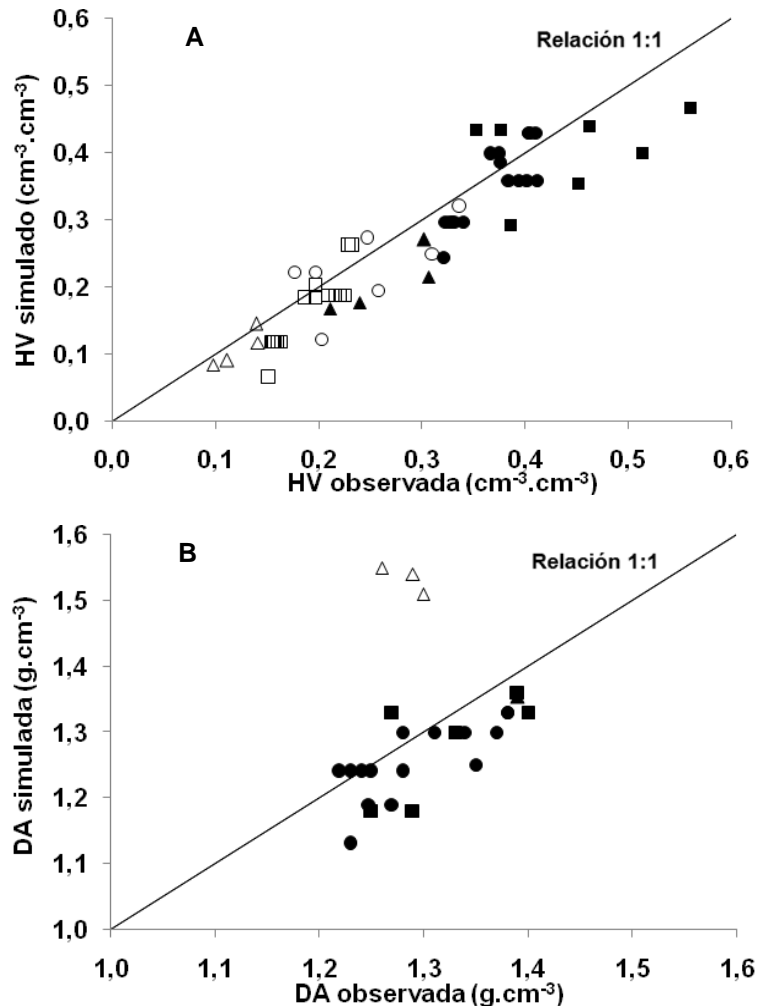 A
Relación 1:1
HV simulado (cm⁻³.cm⁻³)
0,6
0,5
0,4
0,3
0,2
0,1
0,0
0,0 0,1 0,2 0,3 0,4 0,5 0,6
HV observada (cm⁻³.cm⁻³)
B
Relación 1:1
DA simulada (g.cm⁻³)
1,6
1,5
1,4
1,3
1,2
1,1
1,0
1,0 1,1 1,2 1,3 1,4 1,5 1,6
DA observada (g.cm⁻³)